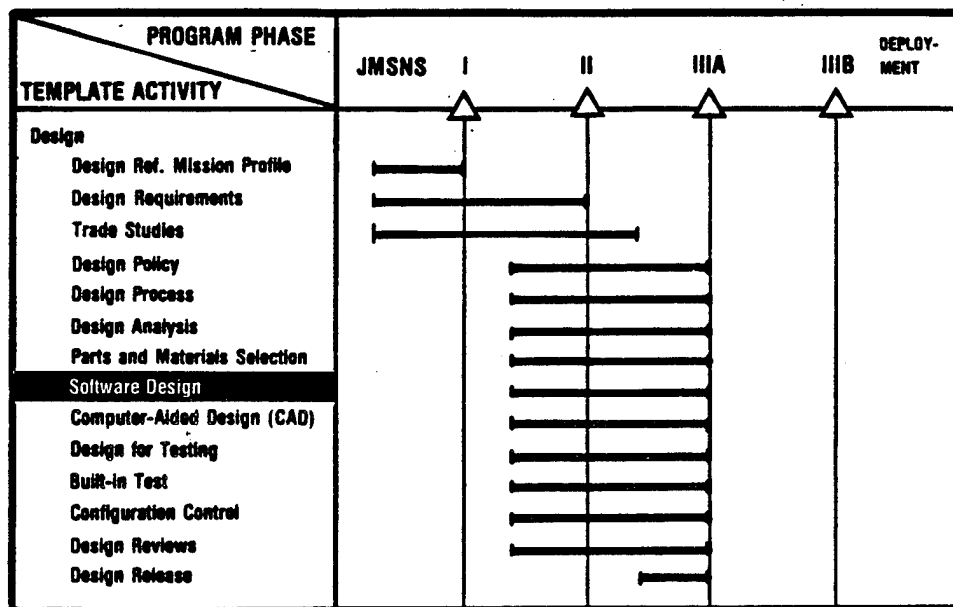 PROGRAM PHASE
TEMPLATE ACTIVITY
JMSNS I II IIIA IIIB DEPLOY-
MENT
Design
Design Ref. Mission Profile
Design Requirements
Trade Studies
Design Policy
Design Process
Design Analysis
Parts and Materials Selection
Software Design
Computer-Aided Design (CAD)
Design for Testing
Built-in Test
Configuration Control
Design Reviews
Design Release